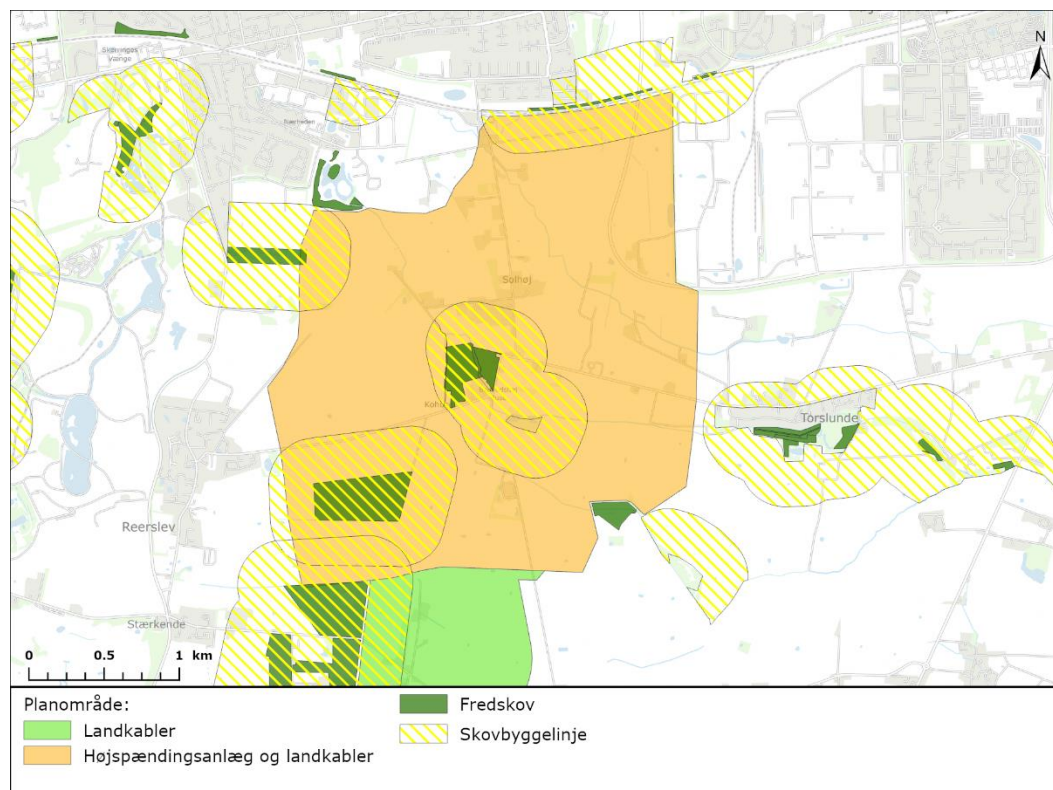 N
Solhøj
Torslunde
Reerslev
Stærkende
0 0.5 1 km
Planområde:
Landkabler
Højspændingsanlæg og landkabler
Fredskov
Skovbyggelinje